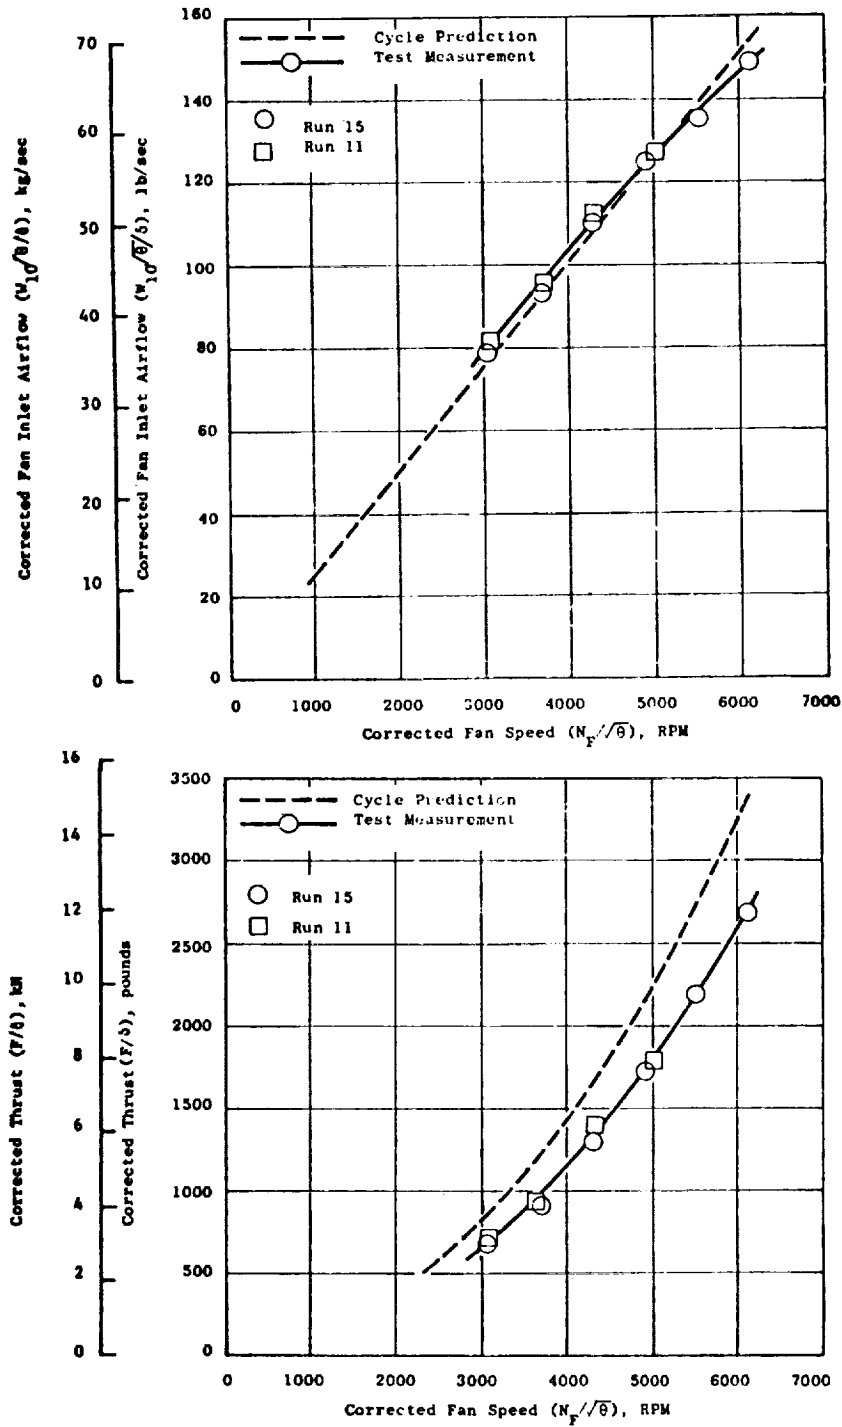 160
140
120
100
80
60
40
20
0
70
60
50
40
30
20
10
0
Corrected Fan Inlet Airflow (W10√θ/δ), kg/sec
Corrected Fan Inlet Airflow (W10√θ/δ), lb/sec
Cycle Prediction
Test Measurement
Run 15
Run 11
0 1000 2000 3000 4000 5000 6000 7000
Corrected Fan Speed (NF/√θ), RPM
16
14
12
10
8
6
4
2
0
3500
3000
2500
2000
1500
1000
500
0
Corrected Thrust (F/δ), kN
Corrected Thrust (F/δ), pounds
Cycle Prediction
Test Measurement
Run 15
Run 11
0 1000 2000 3000 4000 5000 6000 7000
Corrected Fan Speed (NF/√θ), RPM